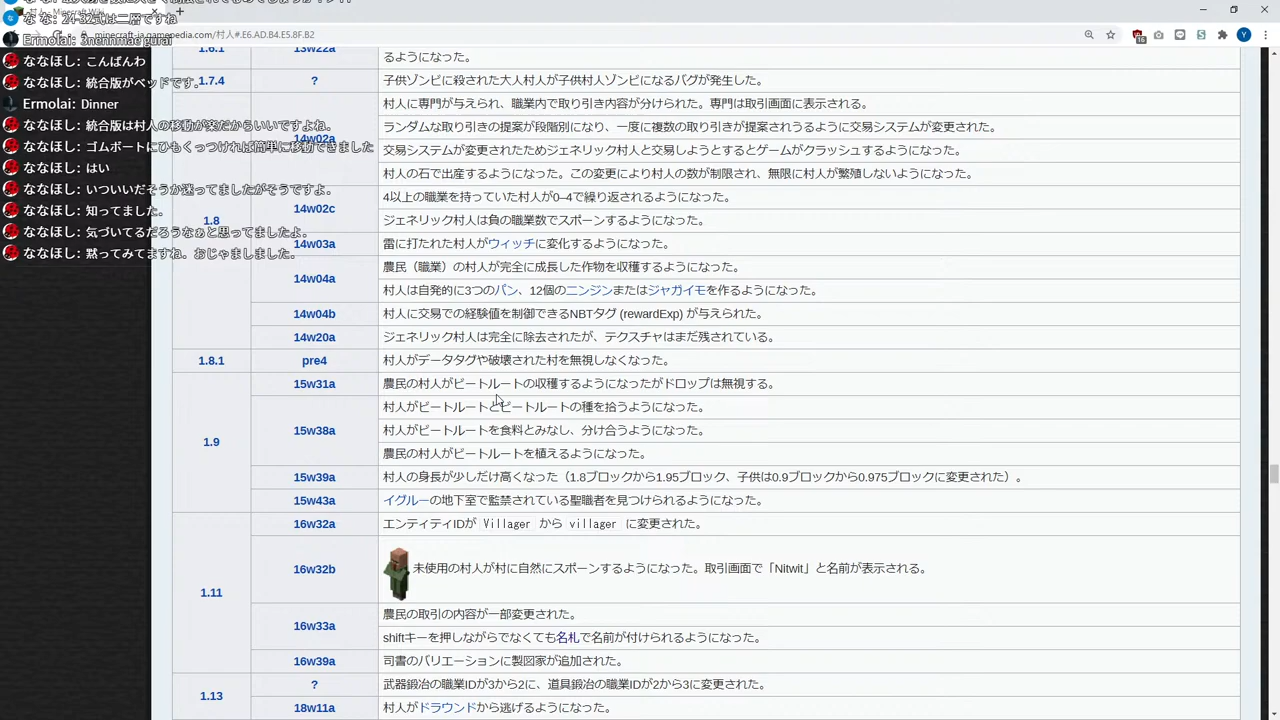 な な: 24-32式は二層ですね
Ermolai: 3nennmae gurai
ななほし: こんばんわ
ななほし: 統合版がベッドです。
Ermolai: Dinner
ななほし: 統合版は村人の移動が楽だからいいですよね。
ななほし: ゴムボートにひもくっつければ簡単に移動できました
ななほし: はい
ななほし: いついいだそうか迷ってましたがそうですよ。
ななほし: 知ってました。
ななほし: 気づいてるだろうなぁと思ってましたよ。
ななほし: 黙ってみてますね。おじゃましました。
gamepedia.com/村人#.E6.AD.B4.E5.8F.B2
1.6.1 13w22a
るようになった。
1.7.4 ? 子供ゾンビに殺された大人村人が子供村人ゾンビになるバグが発生した。
1.8
14w02a
村人に専門が与えられ、職業内で取り引き内容が分けられた。専門は取引画面に表示される。
ランダムな取り引きの提案が段階別になり、一度に複数の取り引きが提案されうるように交易システムが変更された。
交易システムが変更されたためジェネリック村人と交易しようとするとゲームがクラッシュするようになった。
村人の石で出産するようになった。この変更により村人の数が制限され、無限に村人が繁殖しないようになった。
14w02c
4以上の職業を持っていた村人が0–4で繰り返されるようになった。
ジェネリック村人は負の職業数でスポーンするようになった。
14w03a 雷に打たれた村人がウィッチに変化するようになった。
14w04a
農民（職業）の村人が完全に成長した作物を収穫するようになった。
村人は自発的に3つのパン、12個のニンジンまたはジャガイモを作るようになった。
14w04b 村人に交易での経験値を制御できるNBTタグ (rewardExp) が与えられた。
14w20a ジェネリック村人は完全に除去されたが、テクスチャはまだ残されている。
1.8.1 pre4 村人がデータタグや破壊された村を無視しなくなった。
1.9
15w31a 農民の村人がビートルートの収穫するようになったがドロップは無視する。
15w38a
村人がビートルートとビートルートの種を拾うようになった。
村人がビートルートを食料とみなし、分け合うようになった。
農民の村人がビートルートを植えるようになった。
15w39a 村人の身長が少しだけ高くなった（1.8ブロックから1.95ブロック、子供は0.9ブロックから0.975ブロックに変更された）。
15w43a イグルーの地下室で監禁されている聖職者を見つけられるようになった。
1.11
16w32a エンティティIDが Villager から villager に変更された。
16w32b 未使用の村人が村に自然にスポーンするようになった。取引画面で「Nitwit」と名前が表示される。
16w33a
農民の取引の内容が一部変更された。
shiftキーを押しながらでなくても名札で名前が付けられるようになった。
16w39a 司書のバリエーションに製図家が追加された。
1.13
? 武器鍛冶の職業IDが3から2に、道具鍛冶の職業IDが2から3に変更された。
18w11a 村人がドラウンドから逃げるようになった。